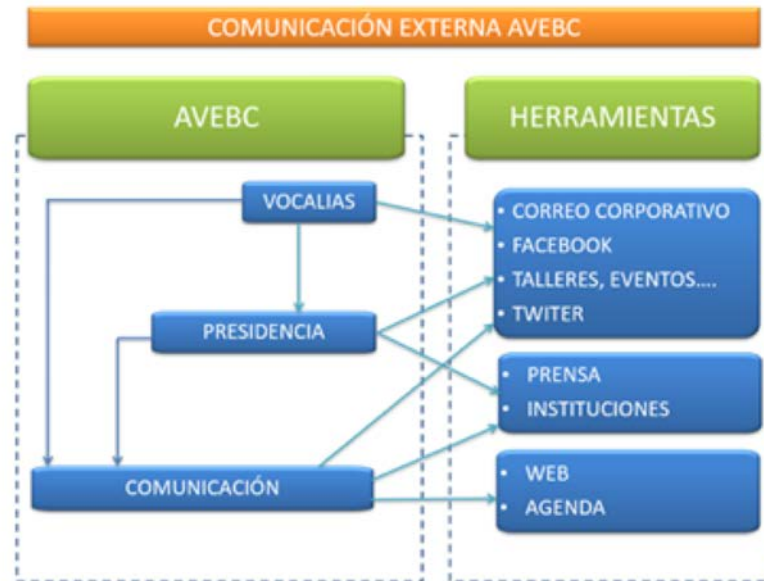 COMUNICACIÓN EXTERNA AVEBC
AVEBC
HERRAMIENTAS
VOCALIAS
PRESIDENCIA
COMUNICACIÓN
• CORREO CORPORATIVO
• FACEBOOK
• TALLERES, EVENTOS....
• TWITER
• PRENSA
• INSTITUCIONES
• WEB
• AGENDA